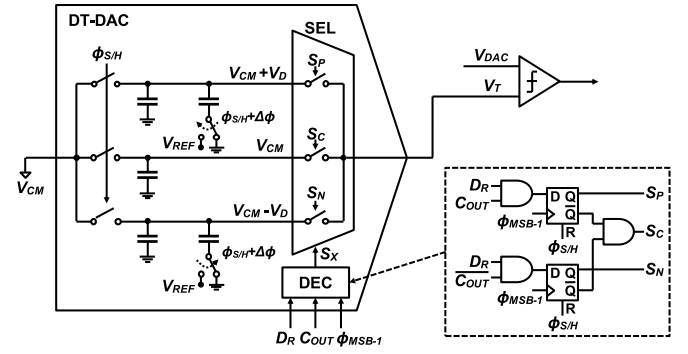 DT-DAC
SEL
ϕS/H
SP
VCM+VD
ϕS/H+Δϕ
VREF
VCM
SC
VCM
SN
VCM-VD
ϕS/H+Δϕ
VREF
SX
DEC
DR COUT ϕMSB-1
VDAC
VT
DR
COUT
D Q
Q̅
R
ϕMSB-1
ϕS/H
SP
SC
DR
C̅O̅U̅T̅
D Q
Q̅
R
ϕMSB-1
ϕS/H
SN